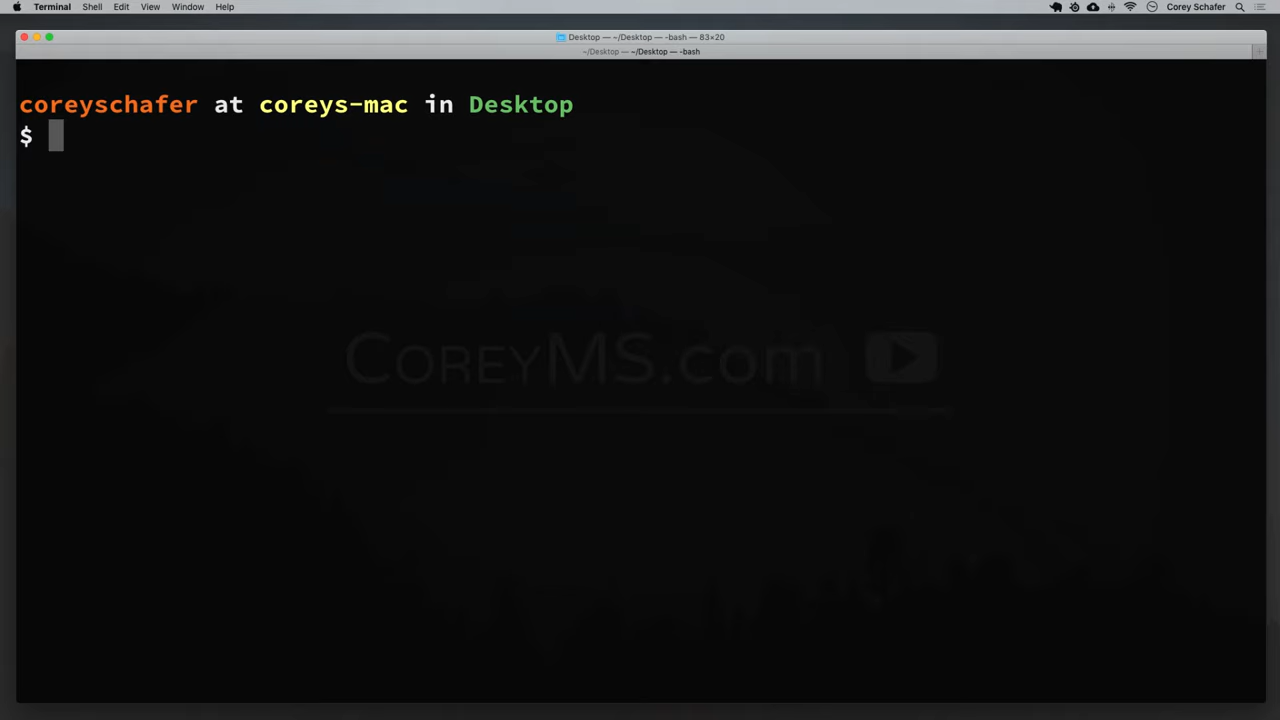 Terminal Shell Edit View Window Help Corey Schafer
Desktop — ~/Desktop — -bash — 83×20
~/Desktop — ~/Desktop — -bash
coreyschafer at coreys-mac in Desktop
$
CoreyMS.com